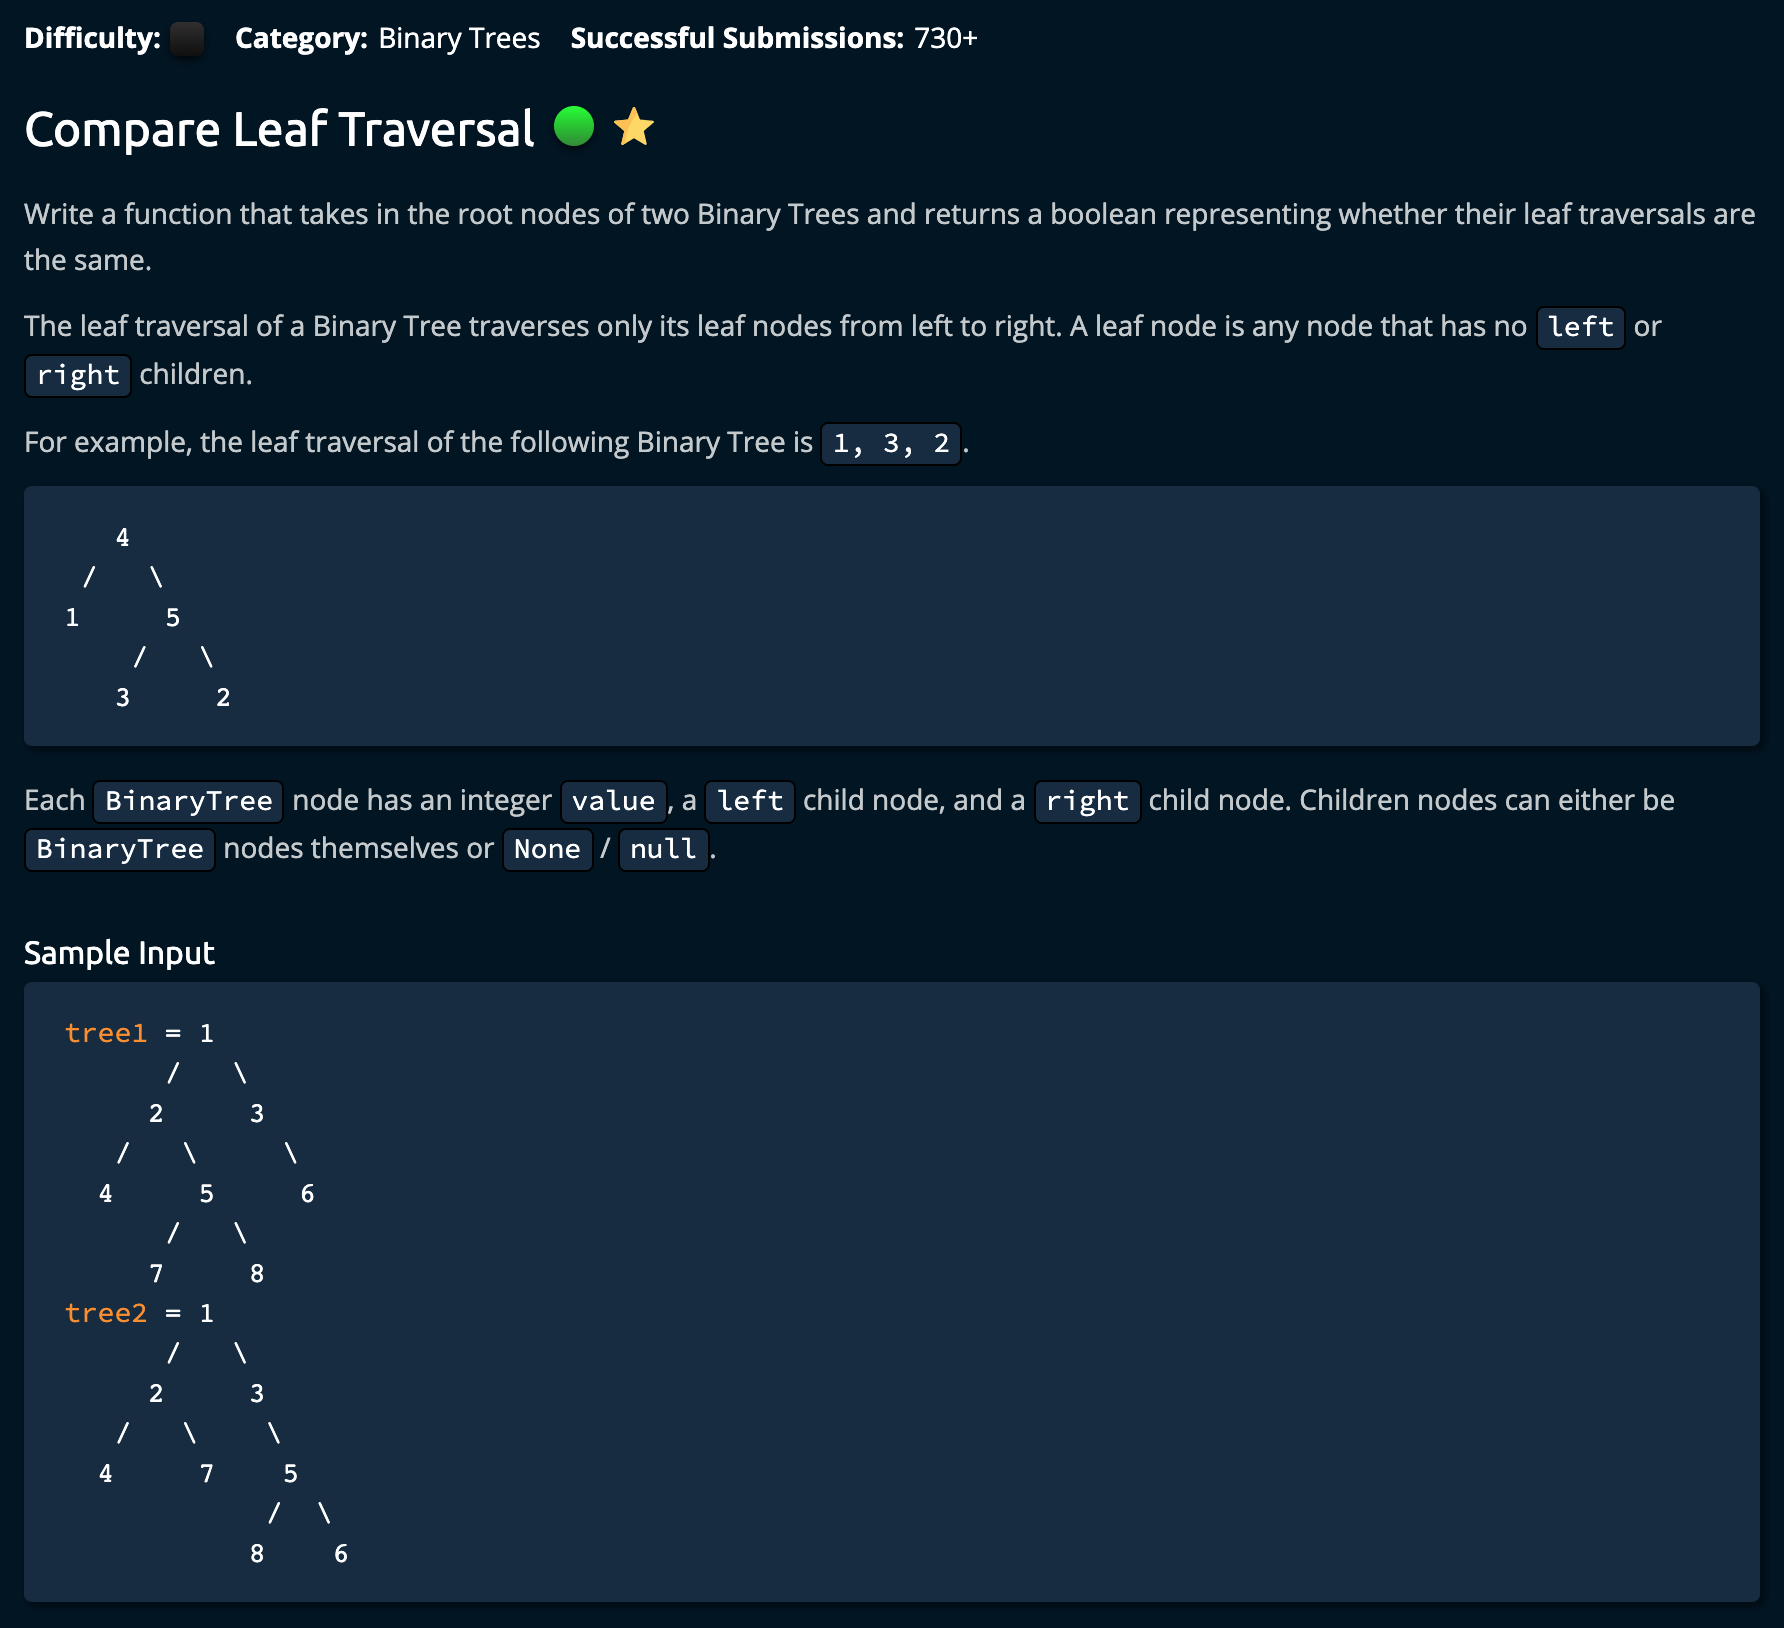 Difficulty: Category: Binary Trees Successful Submissions: 730+
Compare Leaf Traversal
Write a function that takes in the root nodes of two Binary Trees and returns a boolean representing whether their leaf traversals are
the same.
The leaf traversal of a Binary Tree traverses only its leaf nodes from left to right. A leaf node is any node that has no left or
right children.
For example, the leaf traversal of the following Binary Tree is 1, 3, 2.
4
/ \
1 5
/ \
3 2
Each BinaryTree node has an integer value, a left child node, and a right child node. Children nodes can either be
BinaryTree nodes themselves or None / null.
Sample Input
tree1 = 1
/ \
2 3
/ \ \
4 5 6
/ \
7 8
tree2 = 1
/ \
2 3
/ \ \
4 7 5
/ \
8 6